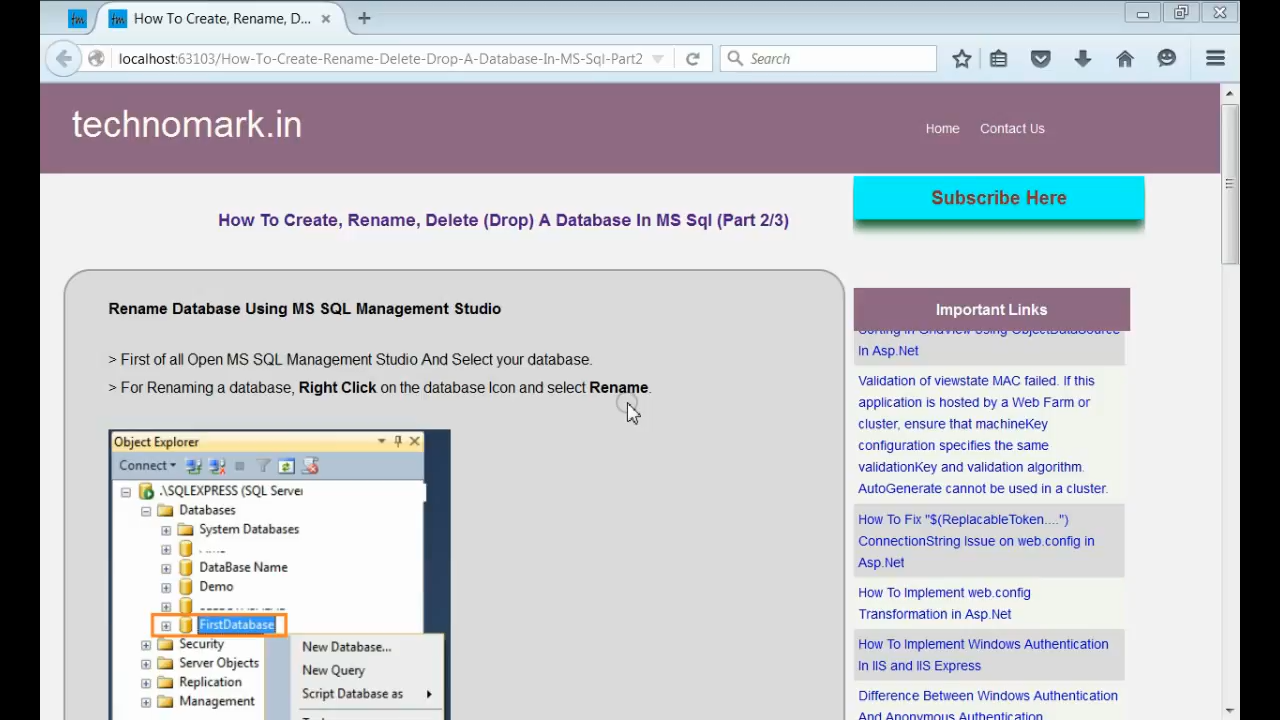 How To Create, Rename, D...
localhost:63103/How-To-Create-Rename-Delete-Drop-A-Database-In-MS-Sql-Part2
Search
technomark.in
Home
Contact Us
Subscribe Here
How To Create, Rename, Delete (Drop) A Database In MS Sql (Part 2/3)
Rename Database Using MS SQL Management Studio
> First of all Open MS SQL Management Studio And Select your database.
> For Renaming a database, Right Click on the database Icon and select Rename.
Object Explorer
Connect
.\SQLEXPRESS (SQL Server
Databases
System Databases
DataBase Name
Demo
FirstDatabase
Security
Server Objects
Replication
Management
New Database...
New Query
Script Database as
Important Links
Sorting in GridView Using ObjectDataSource
In Asp.Net
Validation of viewstate MAC failed. If this
application is hosted by a Web Farm or
cluster, ensure that machineKey
configuration specifies the same
validationKey and validation algorithm.
AutoGenerate cannot be used in a cluster.
How To Fix "$(ReplacableToken....")
ConnectionString Issue on web.config in
Asp.Net
How To Implement web.config
Transformation in Asp.Net
How To Implement Windows Authentication
In IIS and IIS Express
Difference Between Windows Authentication
And Anonymous Authentication